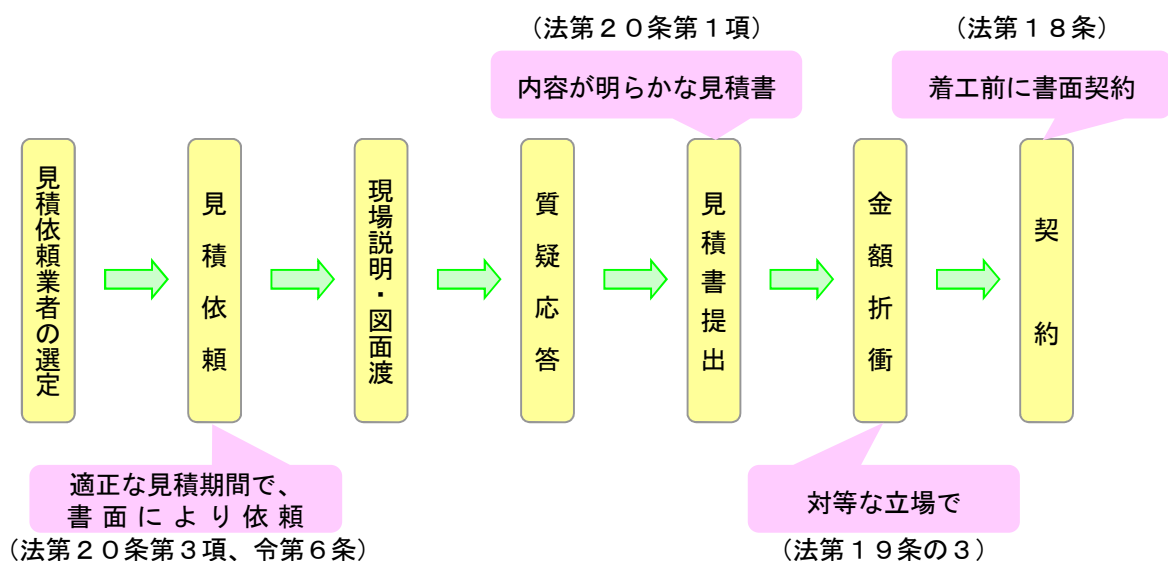 （法第２０条第１項）
（法第１８条）
内容が明らかな見積書
着工前に書面契約
見積依頼業者の選定
見積依頼
現場説明・図面渡
質疑応答
見積書提出
金額折衝
契約
適正な見積期間で、
書面により依頼
（法第２０条第３項、令第６条）
対等な立場で
（法第１９条の３）